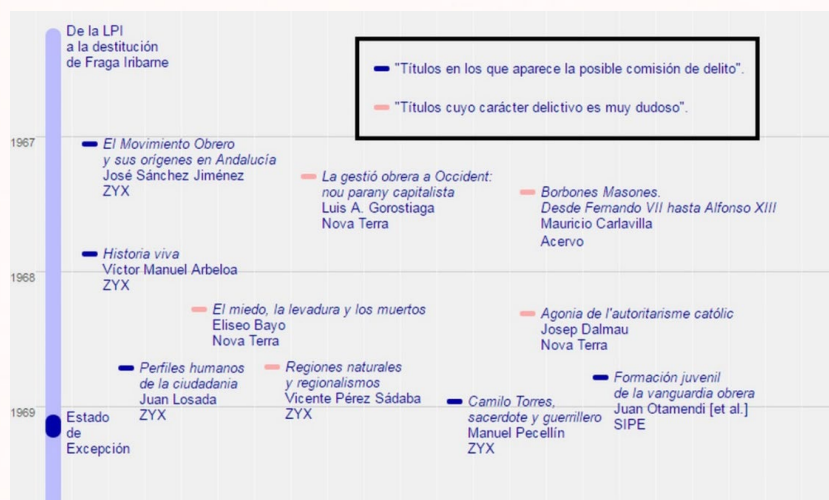 De la LPI
a la destitución
de Fraga Iribarne
"Títulos en los que aparece la posible comisión de delito".
"Títulos cuyo carácter delictivo es muy dudoso".
1967
El Movimiento Obrero
y sus orígenes en Andalucía
José Sánchez Jiménez
ZYX
La gestió obrera a Occident:
nou parany capitalista
Luis A. Gorostiaga
Nova Terra
Borbones Masones.
Desde Fernando VII hasta Alfonso XIII
Mauricio Carlavilla
Acervo
Historia viva
Víctor Manuel Arbeloa
ZYX
1968
El miedo, la levadura y los muertos
Eliseo Bayo
Nova Terra
Agonia de l'autoritarisme catòlic
Josep Dalmau
Nova Terra
Perfiles humanos
de la ciudadania
Juan Losada
ZYX
Regiones naturales
y regionalismos
Vicente Pérez Sádaba
ZYX
Camilo Torres,
sacerdote y guerrillero
Manuel Pecellín
ZYX
Formación juvenil
de la vanguardia obrera
Juan Otamendi [et al.]
SIPE
1969
Estado
de
Excepción